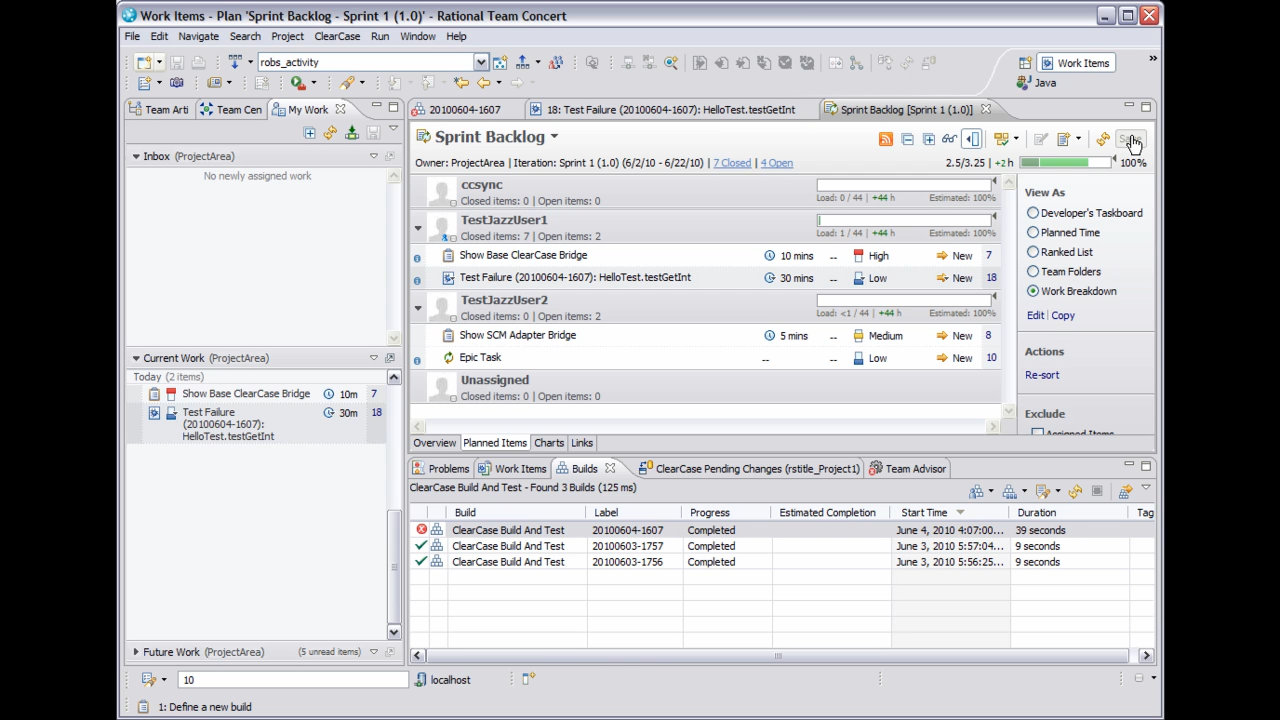 Work Items - Plan 'Sprint Backlog - Sprint 1 (1.0)' - Rational Team Concert
File Edit Navigate Search Project ClearCase Run Window Help
robs_activity
Work Items
Java
Team Arti Team Cen My Work
20100604-1607 18: Test Failure (20100604-1607): HelloTest.testGetInt Sprint Backlog [Sprint 1 (1.0)]
Inbox (ProjectArea)
No newly assigned work
Current Work (ProjectArea)
Today (2 items)
Show Base ClearCase Bridge 10m 7
Test Failure 30m 18
(20100604-1607):
HelloTest.testGetInt
Future Work (ProjectArea) (5 unread items)
Sprint Backlog
Owner: ProjectArea | Iteration: Sprint 1 (1.0) (6/2/10 - 6/22/10) | 7 Closed | 4 Open 2.5/3.25 | +2 h 100%
ccsync
Closed items: 0 | Open items: 0 Load: 0 / 44 | +44 h Estimated: 100%
TestJazzUser1
Closed items: 7 | Open items: 2 Load: 1 / 44 | +44 h Estimated: 100%
Show Base ClearCase Bridge 10 mins -- High New 7
Test Failure (20100604-1607): HelloTest.testGetInt 30 mins -- Low New 18
TestJazzUser2
Closed items: 0 | Open items: 2 Load: <1 / 44 | +44 h Estimated: 100%
Show SCM Adapter Bridge 5 mins -- Medium New 8
Epic Task -- -- Low New 10
Unassigned
Closed items: 0 | Open items: 0
View As
Developer's Taskboard
Planned Time
Ranked List
Team Folders
Work Breakdown
Edit | Copy
Actions
Re-sort
Exclude
Assigned Items
Overview Planned Items Charts Links
Problems Work Items Builds ClearCase Pending Changes (rstitle_Project1) Team Advisor
ClearCase Build And Test - Found 3 Builds (125 ms)
Build Label Progress Estimated Completion Start Time Duration Tag
ClearCase Build And Test 20100604-1607 Completed June 4, 2010 4:07:00... 39 seconds
ClearCase Build And Test 20100603-1757 Completed June 3, 2010 5:57:04... 9 seconds
ClearCase Build And Test 20100603-1756 Completed June 3, 2010 5:56:25... 9 seconds
10 localhost
1: Define a new build